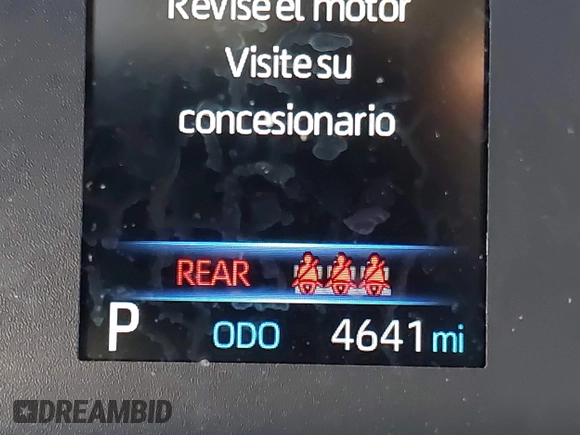 Revise el motor
Visite su
concesionario
REAR
P ODO 4641 mi
DREAMBID